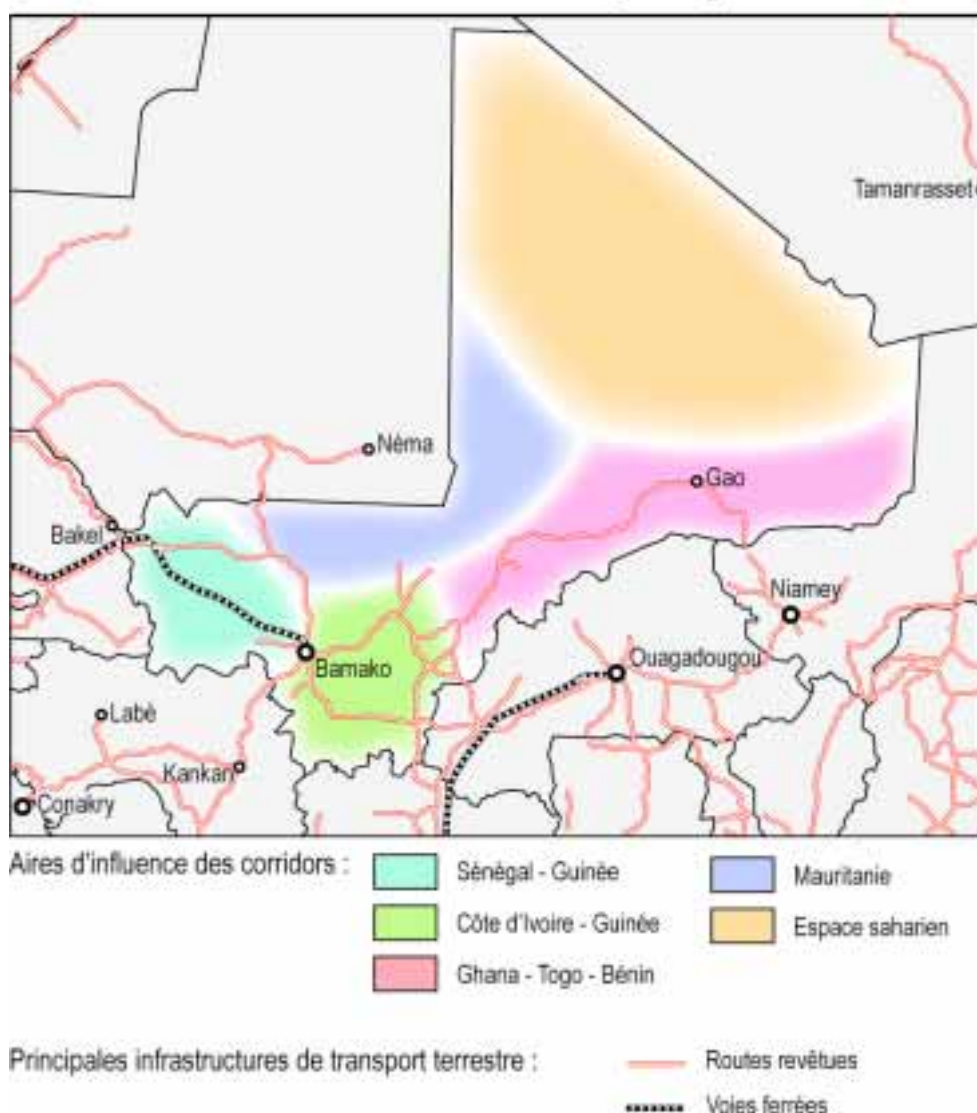 Tamanrasset
Néma
Gao
Bakel
Niamey
Bamako
Ouagadougou
Labé
Kankan
Conakry
Aires d'influence des corridors :
Sénégal - Guinée
Mauritanie
Côte d'Ivoire - Guinée
Espace saharien
Ghana - Togo - Bénin
Principales infrastructures de transport terrestre :
Routes revêtues
Voies ferrées